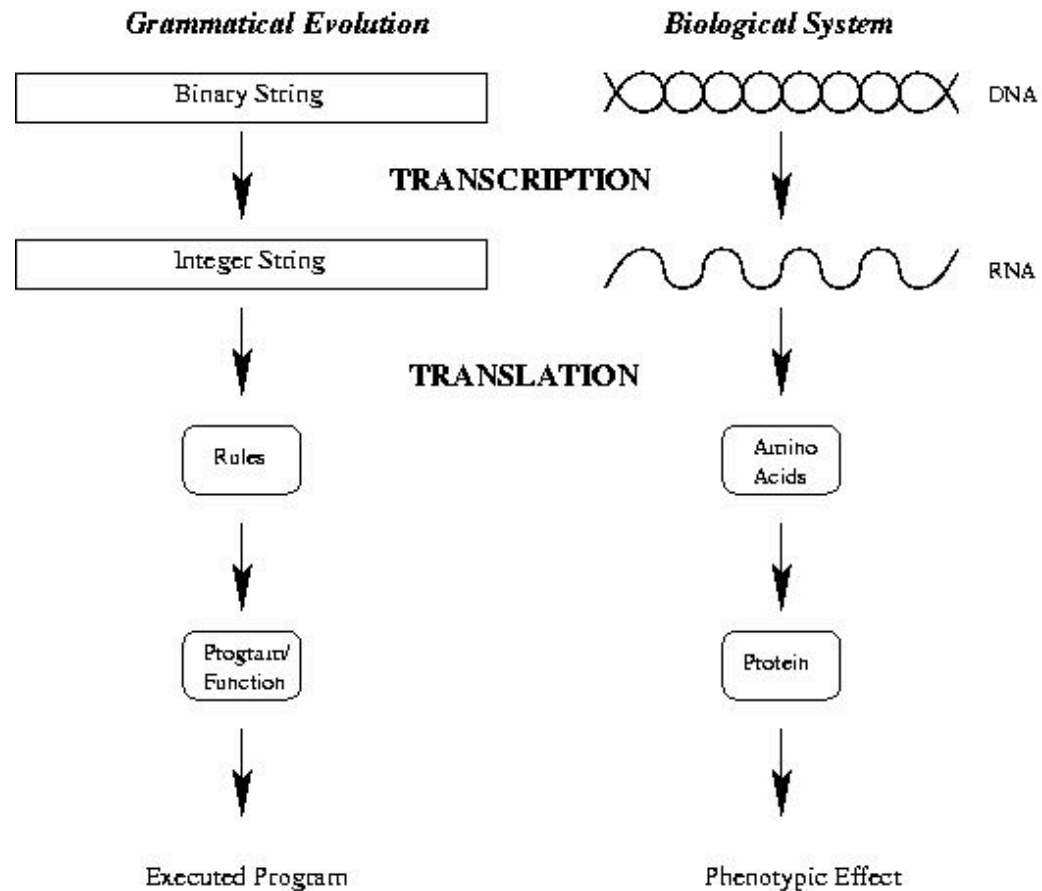 Grammatical Evolution
Biological System
Binary String
DNA
TRANSCRIPTION
Integer String
RNA
TRANSLATION
Rules
Amino
Acids
Program/
Function
Protein
Executed Program
Phenotypic Effect